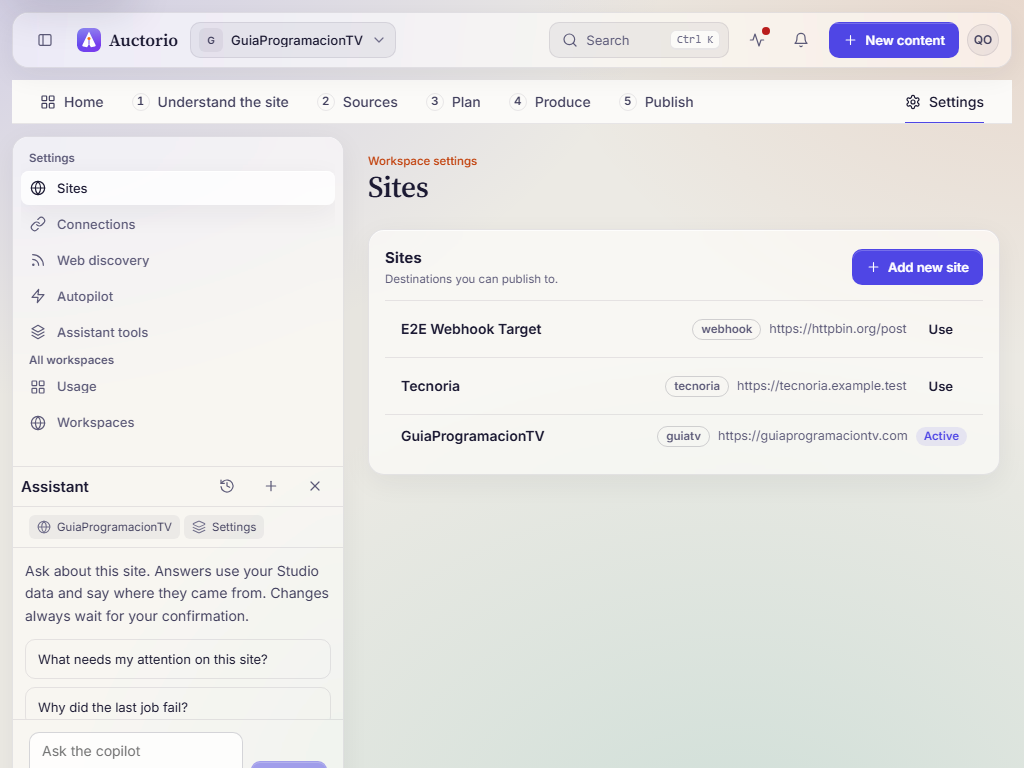 Auctorio
G GuiaProgramacionTV
Search Ctrl K
New content
QO
Home
1 Understand the site
2 Sources
3 Plan
4 Produce
5 Publish
Settings
Settings
Sites
Connections
Web discovery
Autopilot
Assistant tools
All workspaces
Usage
Workspaces
Assistant
GuiaProgramacionTV
Settings
Ask about this site. Answers use your Studio
data and say where they came from. Changes
always wait for your confirmation.
What needs my attention on this site?
Why did the last job fail?
Ask the copilot
Workspace settings
Sites
Sites
Destinations you can publish to.
Add new site
E2E Webhook Target webhook https://httpbin.org/post Use
Tecnoria tecnoria https://tecnoria.example.test Use
GuiaProgramacionTV guiatv https://guiaprogramaciontv.com Active